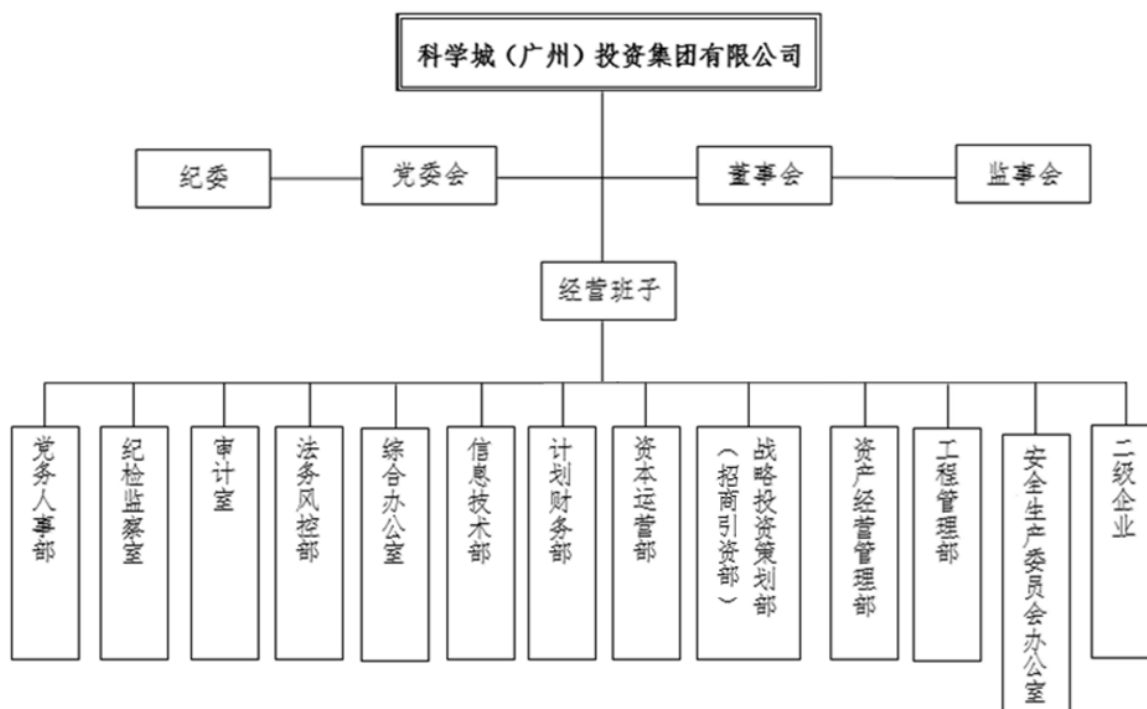 科学城（广州）投资集团有限公司
纪委
党委会
董事会
监事会
经营班子
党务人事部
纪检监察室
审计室
法务风控部
综合办公室
信息技术部
计划财务部
资本运营部
战略投资策划部
（招商引资部）
资产经营管理部
工程管理部
安全生产委员会办公室
二级企业